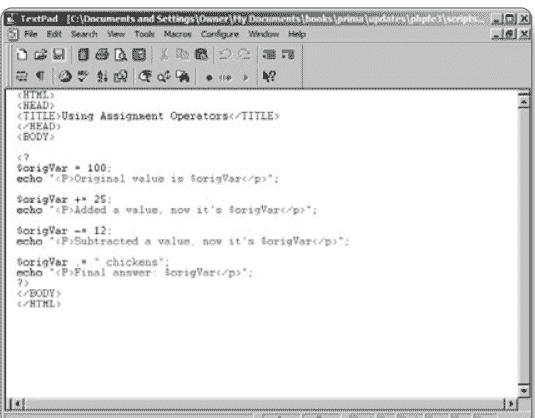 TextPad - [C:\Documents and Settings\Owner\My Documents\books\prima\updates\phpfe3\scripts...
File Edit Search View Tools Macros Configure Window Help
<HTML>
<HEAD>
<TITLE>Using Assignment Operators</TITLE>
</HEAD>
<BODY>
<?
$origVar = 100;
echo "<P>Original value is $origVar</p>";
$origVar += 25;
echo "<P>Added a value, now it's $origVar</p>";
$origVar -= 12;
echo "<P>Subtracted a value, now it's $origVar</p>";
$origVar .= " chickens";
echo "<P>Final answer: $origVar</p>";
?>
</BODY>
</HTML>